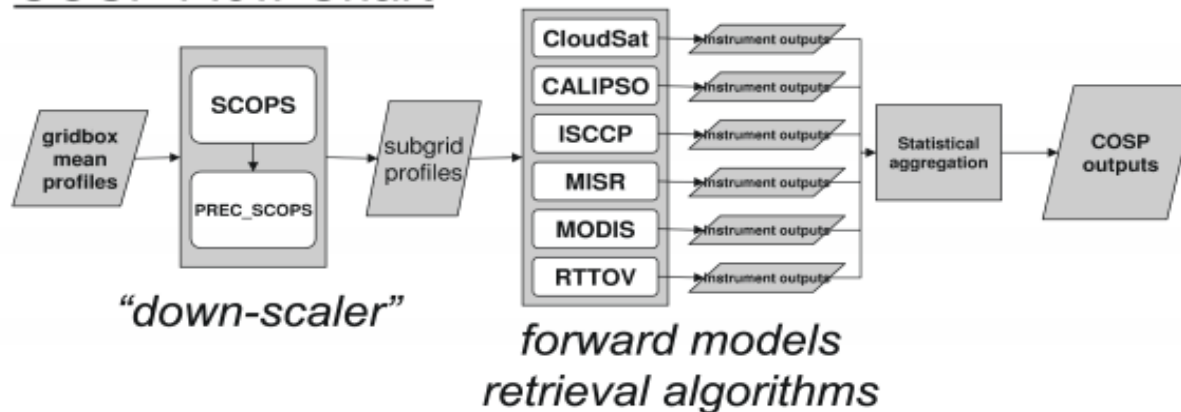 COSP Flow Chart
gridbox
mean
profiles
SCOPS
PREC_SCOPS
"down-scaler"
subgrid
profiles
CloudSat
CALIPSO
ISCCP
MISR
MODIS
RTTOV
forward models
retrieval algorithms
Instrument outputs
Instrument outputs
Instrument outputs
Instrument outputs
Instrument outputs
Instrument outputs
Statistical
aggregation
COSP
outputs